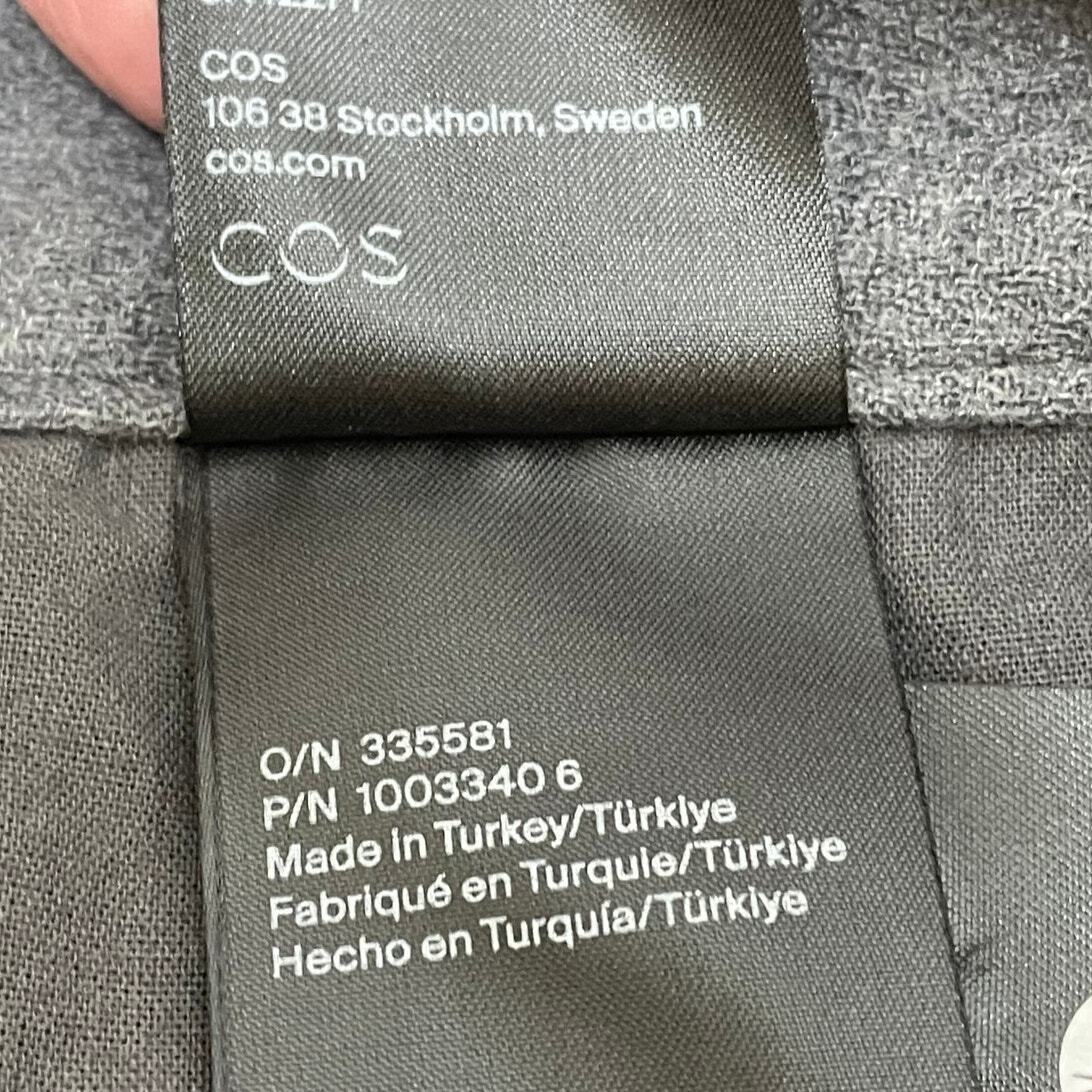 COS
106 38 Stockholm, Sweden
cos.com
COS
O/N 335581
P/N 1003340 6
Made in Turkey/Türkiye
Fabriqué en Turquie/Türkiye
Hecho en Turquía/Türkiye